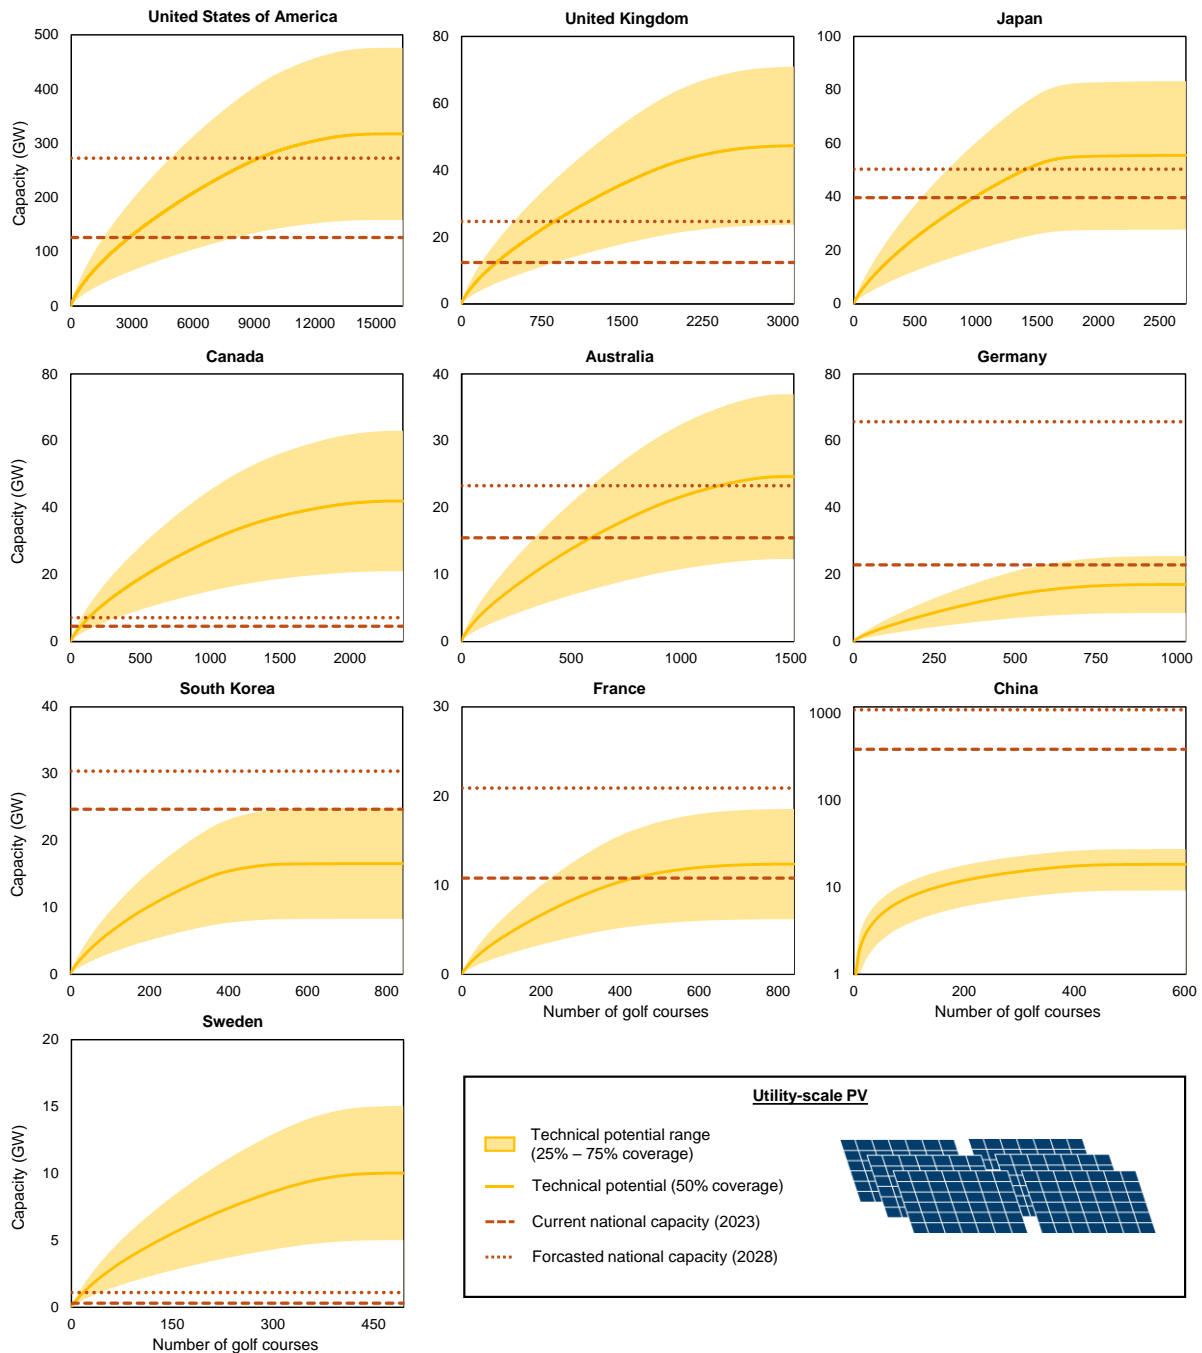 United States of America
Capacity (GW)
500
400
300
200
100
0
0 3000 6000 9000 12000 15000
United Kingdom
80
60
40
20
0
0 750 1500 2250 3000
Japan
100
80
60
40
20
0
0 500 1000 1500 2000 2500
Canada
Capacity (GW)
80
60
40
20
0
0 500 1000 1500 2000
Australia
40
30
20
10
0
0 500 1000 1500
Germany
80
60
40
20
0
0 250 500 750 1000
South Korea
Capacity (GW)
40
30
20
10
0
0 200 400 600 800
France
30
20
10
0
0 200 400 600 800
Number of golf courses
China
1000
100
10
1
0 200 400 600
Number of golf courses
Sweden
Capacity (GW)
20
15
10
5
0
0 150 300 450
Number of golf courses
Utility-scale PV
Technical potential range
(25% – 75% coverage)
Technical potential (50% coverage)
Current national capacity (2023)
Forcasted national capacity (2028)